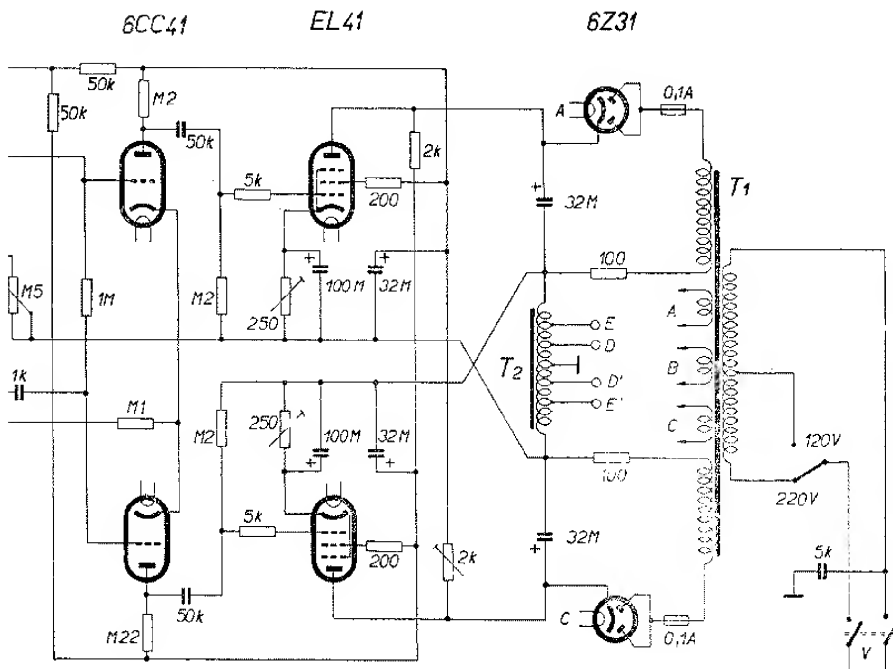 6CC41 EL41 6Z31
50k
M2
50k
50k
A
0,1A
2k
5k
200
+
32M
T1
M5
1M
M2
+
250
100M
+
32M
100
A
E
D
T2
B
D'
E'
C
1k
M1
M2
250
100M
+
32M
+
100
120V
220V
5k
200
2k
32M
+
5k
50k
M22
C
0,1A
V